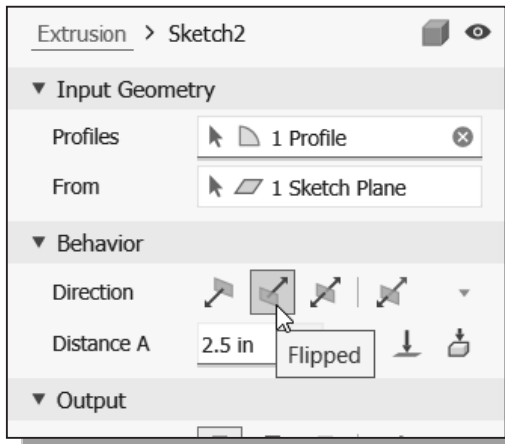 Extrusion > Sketch2
Input Geometry
Profiles 1 Profile
From 1 Sketch Plane
Behavior
Direction
Distance A 2.5 in
Flipped
Output